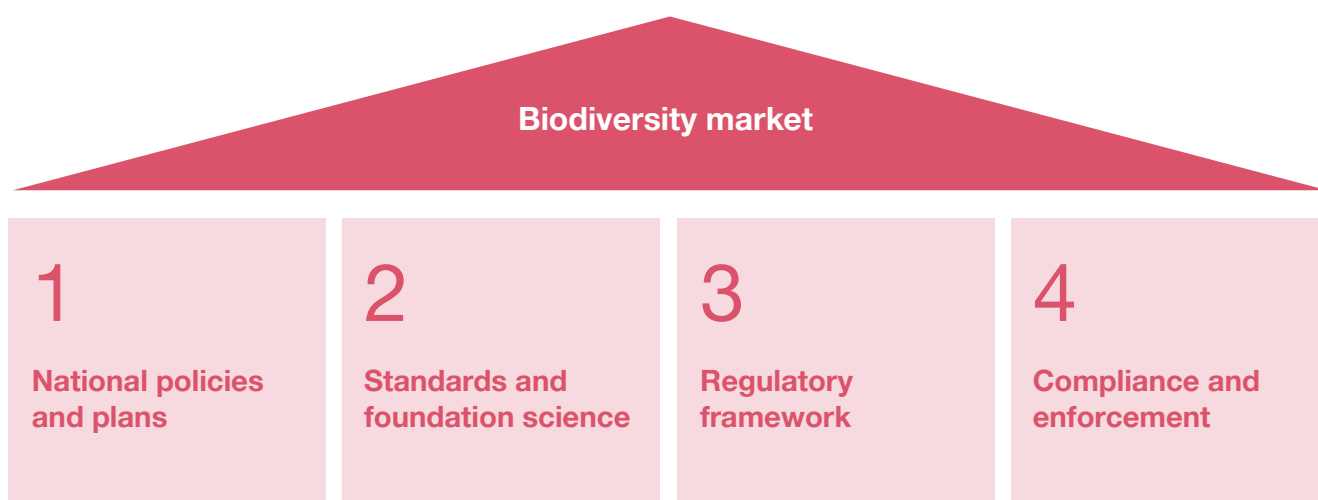 Biodiversity market
1
National policies
and plans
2
Standards and
foundation science
3
Regulatory
framework
4
Compliance and
enforcement